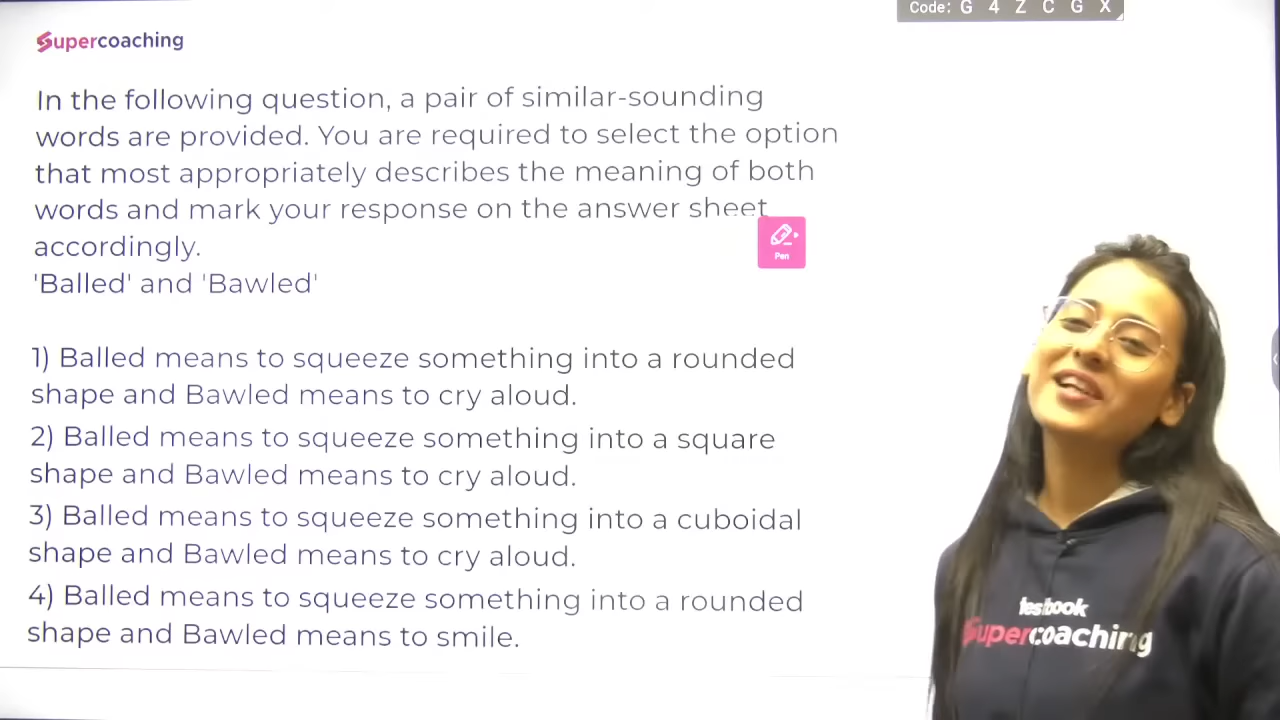 Code: G 4 Z C G X
Supercoaching
In the following question, a pair of similar-sounding
words are provided. You are required to select the option
that most appropriately describes the meaning of both
words and mark your response on the answer sheet
accordingly.
'Balled' and 'Bawled'
Pen
1) Balled means to squeeze something into a rounded
shape and Bawled means to cry aloud.
2) Balled means to squeeze something into a square
shape and Bawled means to cry aloud.
3) Balled means to squeeze something into a cuboidal
shape and Bawled means to cry aloud.
4) Balled means to squeeze something into a rounded
shape and Bawled means to smile.
testbook
Supercoaching